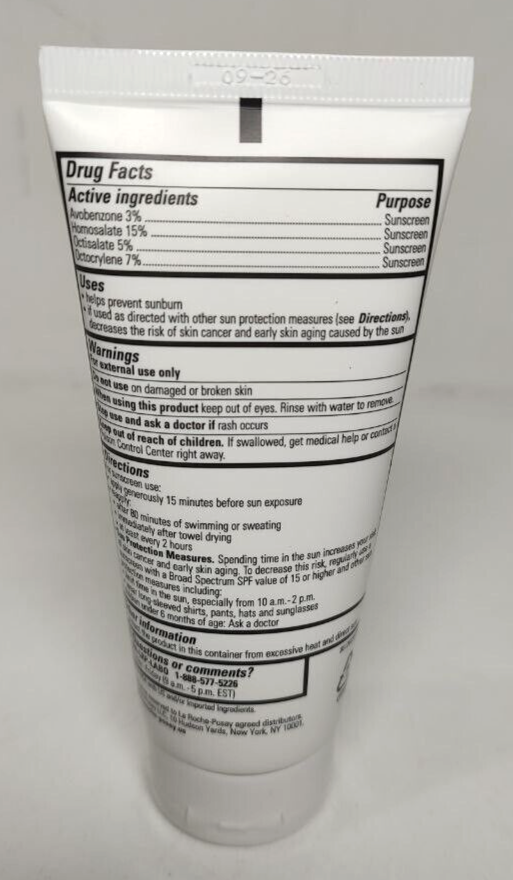 09-26
Drug Facts
Active ingredients Purpose
Avobenzone 3% Sunscreen
Homosalate 15% Sunscreen
Octisalate 5% Sunscreen
Octocrylene 7% Sunscreen
Uses
• helps prevent sunburn
• if used as directed with other sun protection measures (see Directions),
decreases the risk of skin cancer and early skin aging caused by the sun
Warnings
For external use only
Do not use on damaged or broken skin
When using this product keep out of eyes. Rinse with water to remove.
Stop use and ask a doctor if rash occurs
Keep out of reach of children. If swallowed, get medical help or contact a
Poison Control Center right away.
Directions
sunscreen use:
apply generously 15 minutes before sun exposure
reapply:
after 80 minutes of swimming or sweating
immediately after towel drying
at least every 2 hours
Sun Protection Measures. Spending time in the sun increases your
skin cancer and early skin aging. To decrease this risk, regularly use a
sunscreen with a Broad Spectrum SPF value of 15 or higher and other
protection measures including:
time in the sun, especially from 10 a.m.-2 p.m.
long-sleeved shirts, pants, hats and sunglasses
under 6 months of age: Ask a doctor
information
product in this container from excessive heat and direct
Questions or comments?
1-888-577-5226
(9 a.m.-5 p.m. EST)
and/or imported ingredients.
to La Roche-Posay agreed distributors.
10 Hudson Yards, New York, NY 10001.